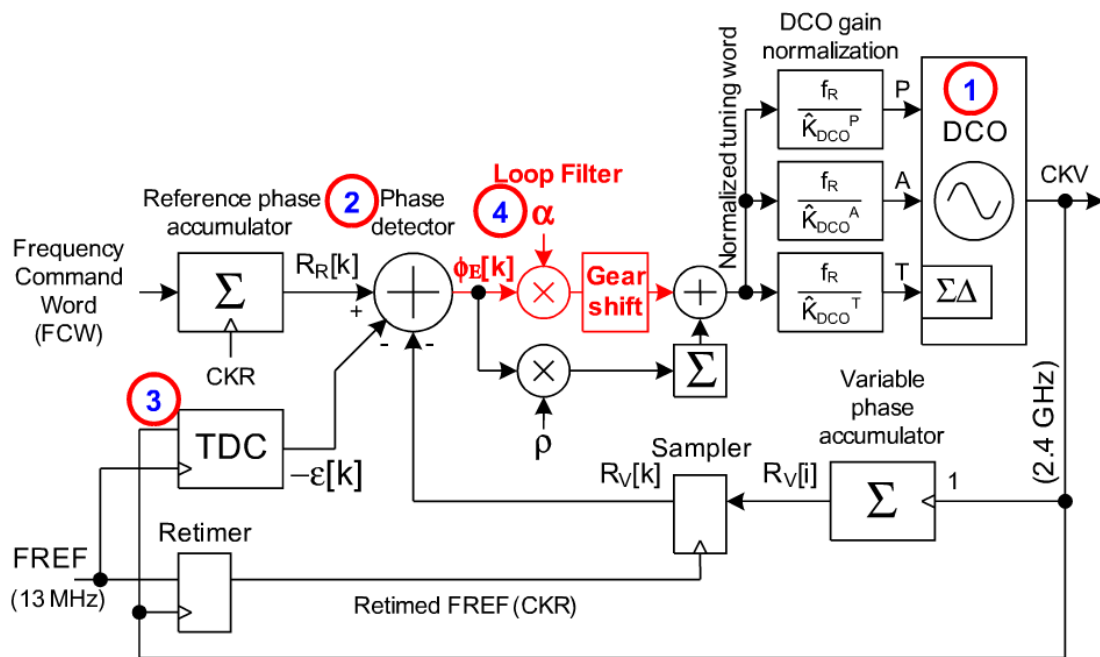 DCO gain
normalization
1
DCO
CKV
f_R
K̂_DCO^P
P
f_R
K̂_DCO^A
A
f_R
K̂_DCO^T
T
ΣΔ
Normalized tuning word
Reference phase
accumulator
2
Phase
detector
Loop Filter
4
α
Frequency
Command
Word
(FCW)
Σ
R_R[k]
+
-
-
+
ϕ_E[k]
×
Gear
shift
+
CKR
×
ρ
Σ
3
TDC
−ε[k]
Variable
phase
accumulator
(2.4 GHz)
Sampler
R_V[k]
R_V[i]
Σ
1
Retimer
FREF
(13 MHz)
Retimed FREF (CKR)